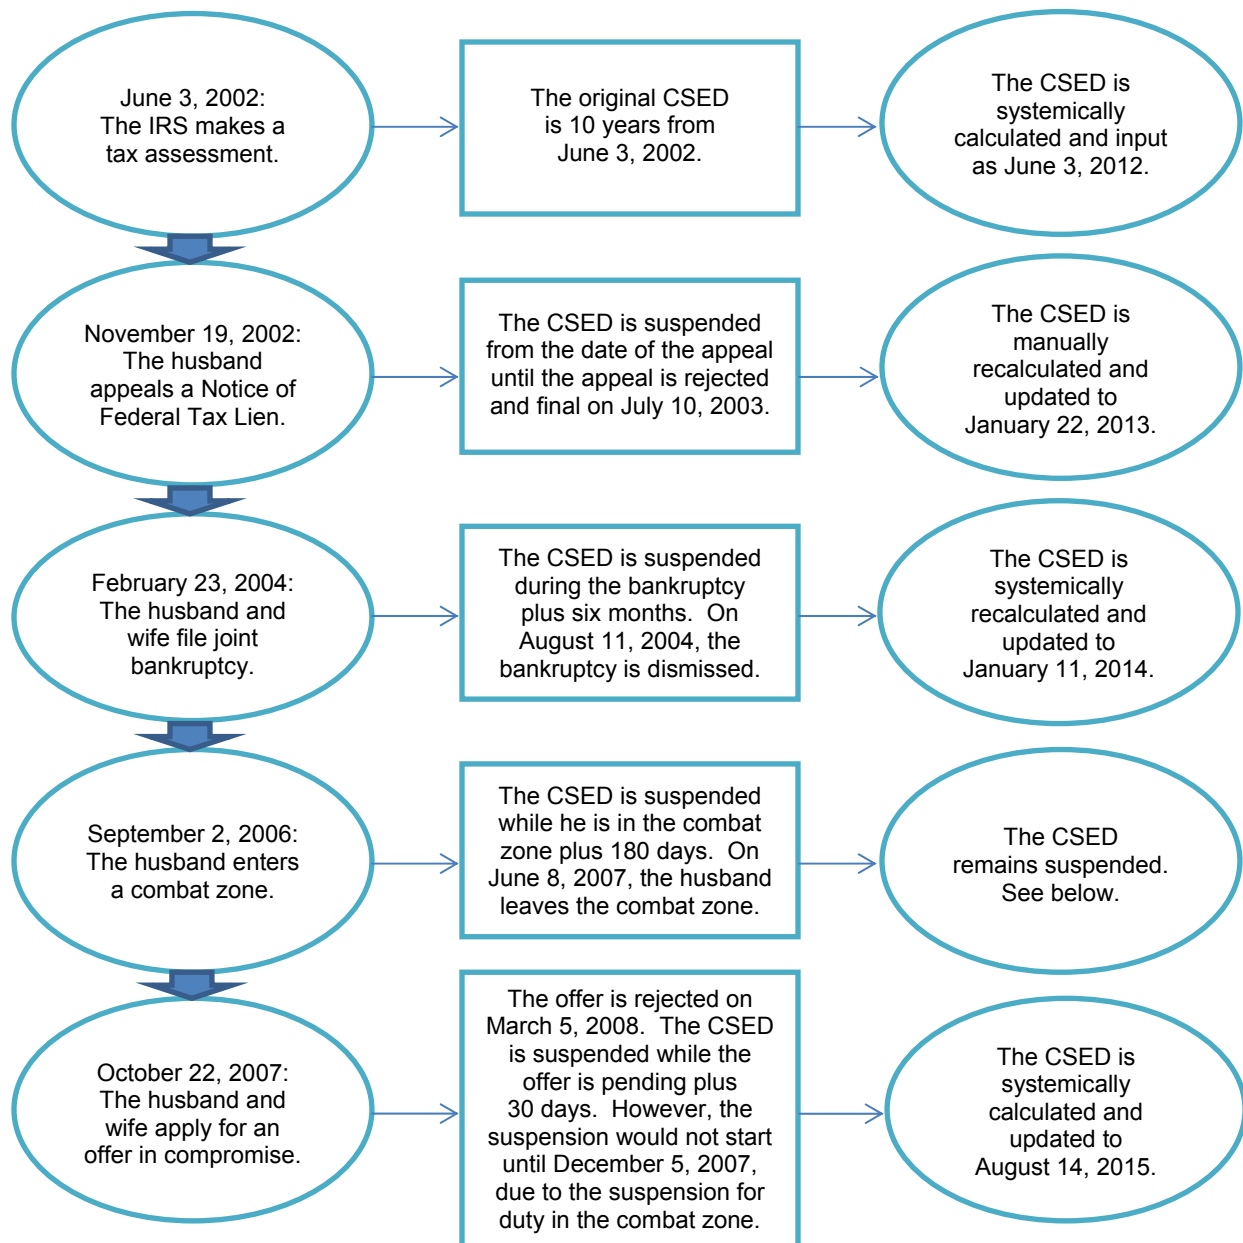 June 3, 2002:
The IRS makes a
tax assessment.
The original CSED
is 10 years from
June 3, 2002.
The CSED is
systemically
calculated and input
as June 3, 2012.
November 19, 2002:
The husband
appeals a Notice of
Federal Tax Lien.
The CSED is suspended
from the date of the appeal
until the appeal is rejected
and final on July 10, 2003.
The CSED is
manually
recalculated and
updated to
January 22, 2013.
February 23, 2004:
The husband and
wife file joint
bankruptcy.
The CSED is suspended
during the bankruptcy
plus six months.  On
August 11, 2004, the
bankruptcy is dismissed.
The CSED is
systemically
recalculated and
updated to
January 11, 2014.
September 2, 2006:
The husband enters
a combat zone.
The CSED is suspended
while he is in the combat
zone plus 180 days.  On
June 8, 2007, the husband
leaves the combat zone.
The CSED
remains suspended.
See below.
October 22, 2007:
The husband and
wife apply for an
offer in compromise.
The offer is rejected on
March 5, 2008.  The CSED
is suspended while the
offer is pending plus
30 days.  However, the
suspension would not start
until December 5, 2007,
due to the suspension for
duty in the combat zone.
The CSED is
systemically
calculated and
updated to
August 14, 2015.